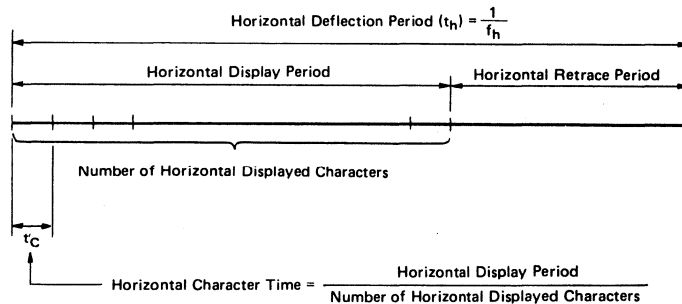 Horizontal Deflection Period (th) = 1/fh
Horizontal Display Period
Horizontal Retrace Period
Number of Horizontal Displayed Characters
t'C
Horizontal Character Time = Horizontal Display Period / Number of Horizontal Displayed Characters